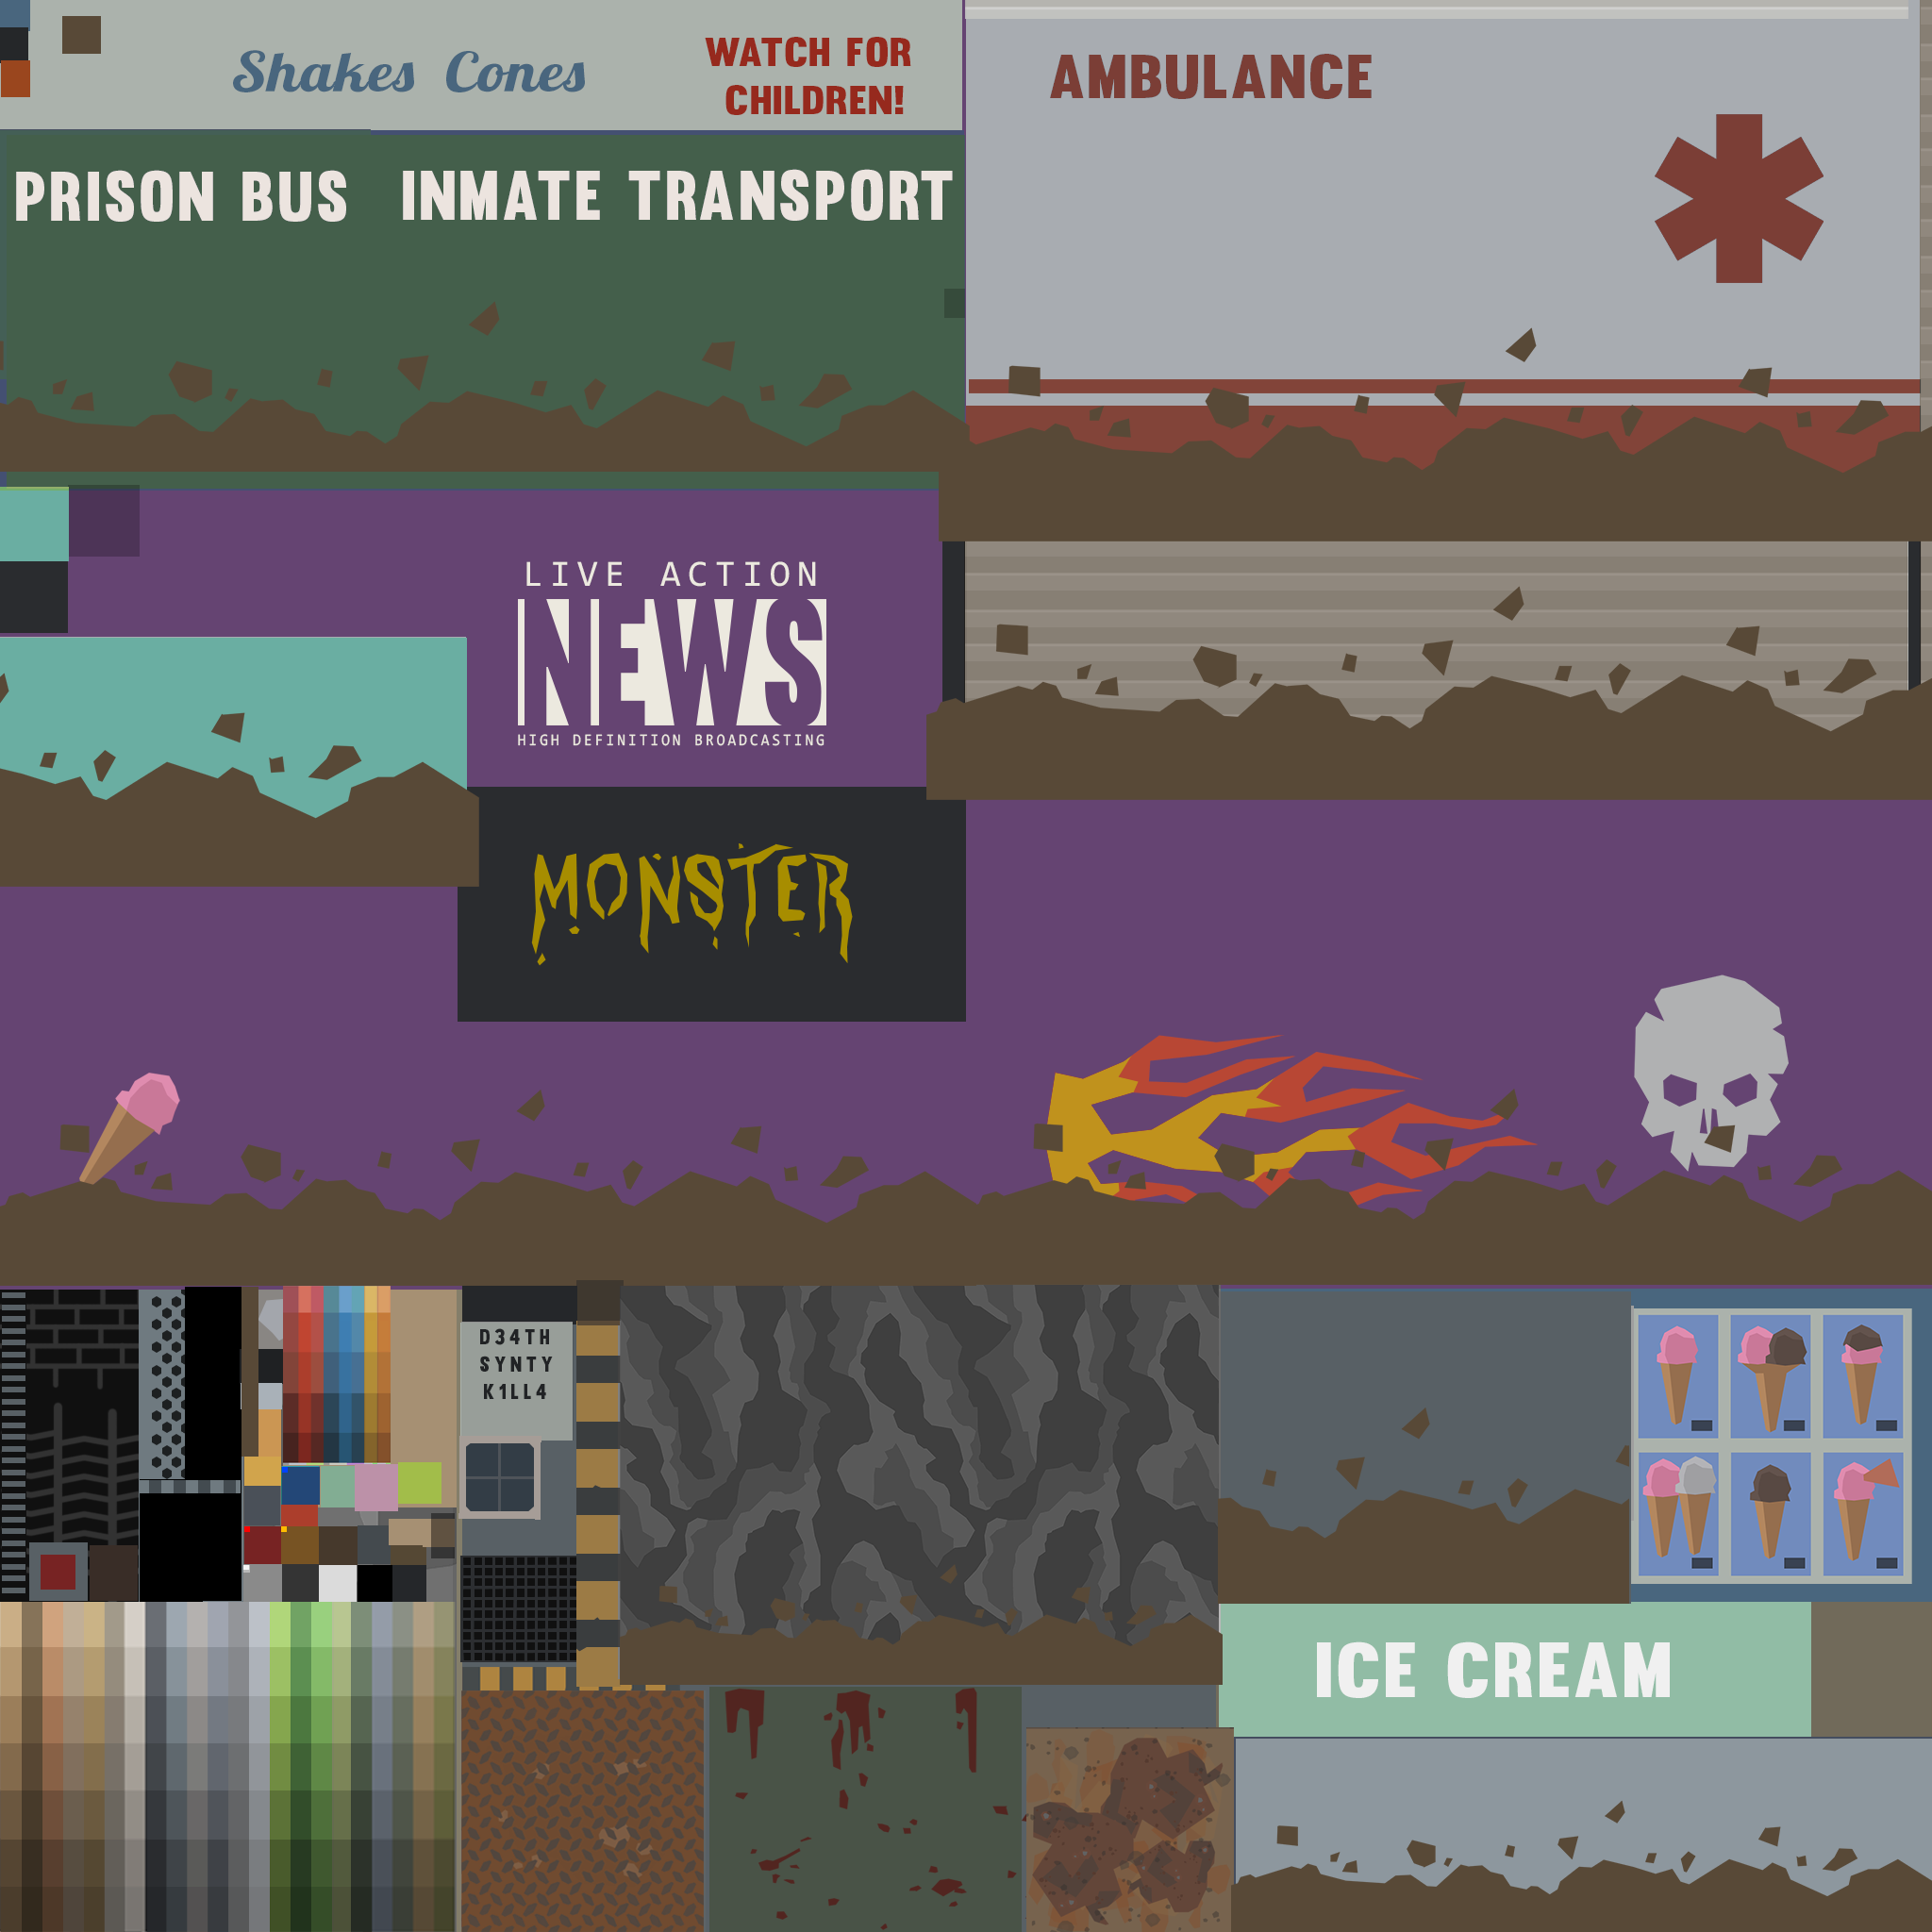 Shakes Cones
WATCH FOR
CHILDREN!
AMBULANCE
PRISON BUS
INMATE TRANSPORT
LIVE ACTION
NEWS
HIGH DEFINITION BROADCASTING
MONSTER
D34TH
SYNTY
K1LL4
ICE CREAM